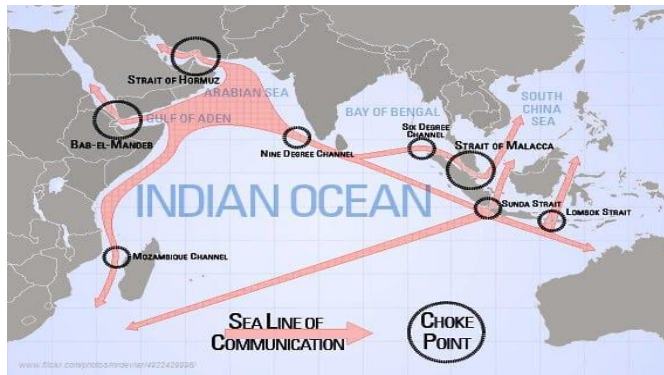 STRAIT OF HORMUZ
ARABIAN SEA
GULF OF ADEN
BAB-EL-MANDEB
BAY OF BENGAL
SOUTH
CHINA
SEA
SIX DEGREE
CHANNEL
NINE DEGREE CHANNEL
STRAIT OF MALACCA
INDIAN OCEAN
SUNDA STRAIT
LOMBOK STRAIT
MOZAMBIQUE CHANNEL
SEA LINE OF
COMMUNICATION
CHOKE
POINT